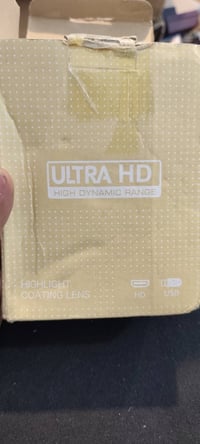 ULTRA HD
HIGH DYNAMIC RANGE
HIGHLIGHT
COATING LENS
HD
USB